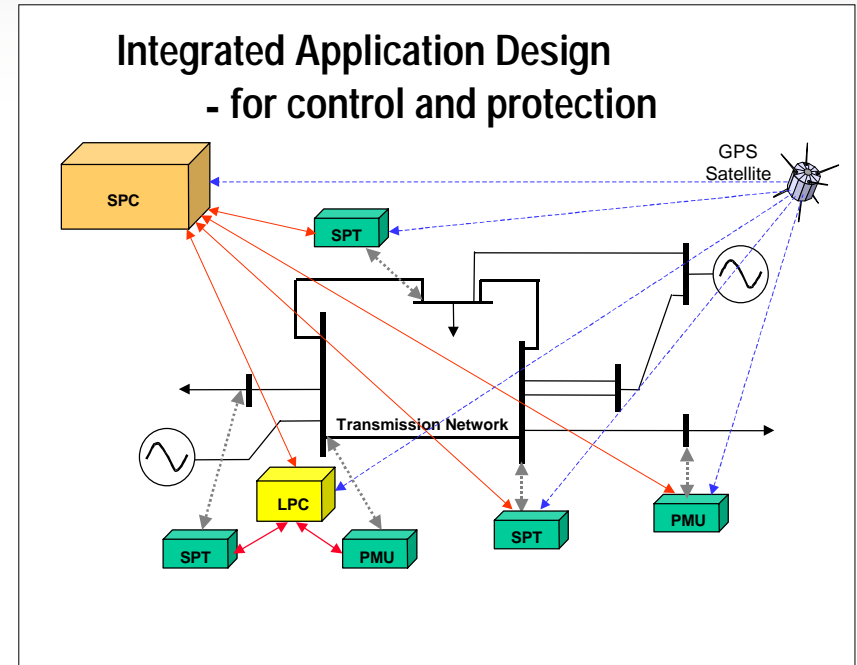 Integrated Application Design
- for control and protection
GPS
Satellite
SPC
SPT
Transmission Network
LPC
SPT
PMU
SPT
PMU